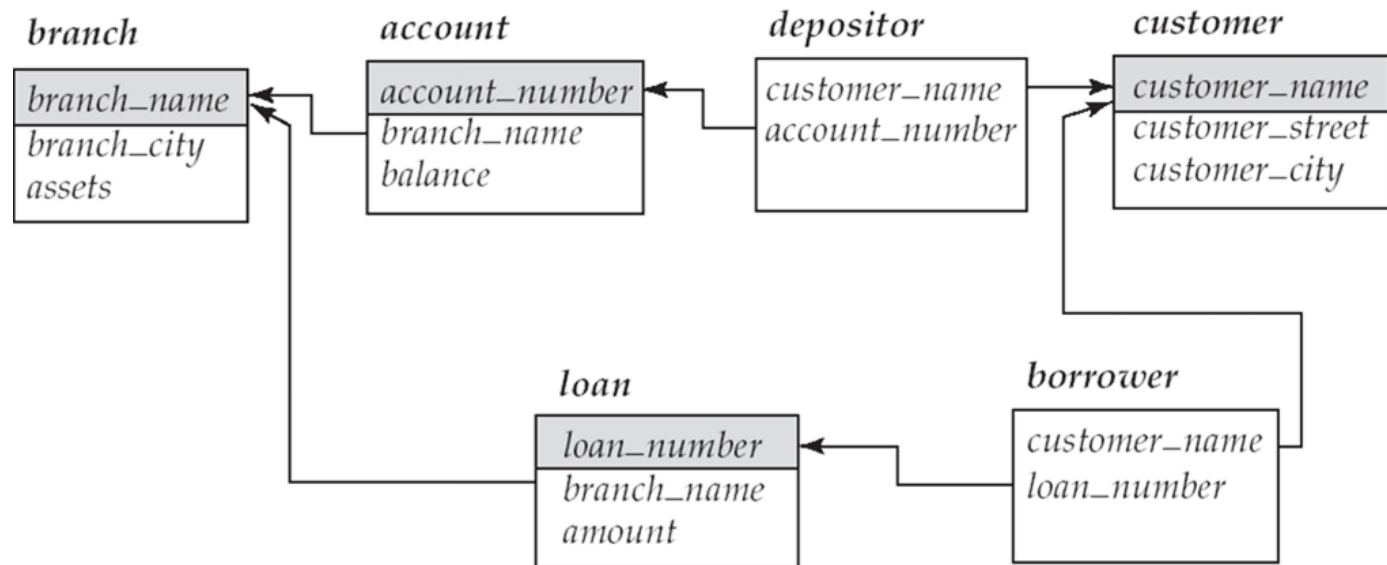 branch
branch_name
branch_city
assets
account
account_number
branch_name
balance
depositor
customer_name
account_number
customer
customer_name
customer_street
customer_city
loan
loan_number
branch_name
amount
borrower
customer_name
loan_number